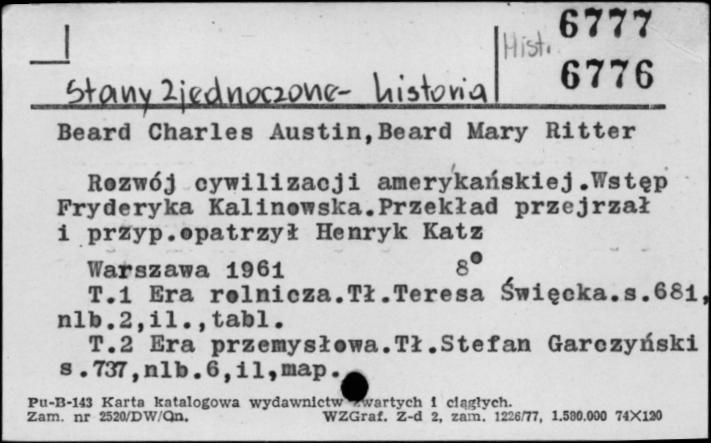 6777
Hist.
6776
Stany Zjednoczone- historia
Beard Charles Austin,Beard Mary Ritter
Rozwój cywilizacji amerykańskiej.Wstęp
Fryderyka Kalinowska.Przekład przejrzał
i przyp.opatrzył Henryk Katz
Warszawa 1961 8°
T.1 Era rolnicza.Tł.Teresa Święcka.s.681,
nlb.2,il.,tabl.
T.2 Era przemysłowa.Tł.Stefan Garczyński
s.737,nlb.6,il,map.
Pu-B-143 Karta katalogowa wydawnictw zwartych i ciągłych.
Zam. nr 2520/DW/Qn. WZGraf. Z-d 2, zam. 1226/77, 1.580.000 74X120